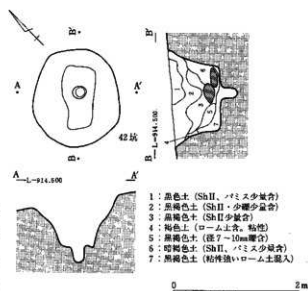 B'
B'
A
A'
B
42坑
B
L-914.500
A
L-914.500
A'
1：黒色土（ShⅡ、パミス少量含）
2：黒褐色土（ShⅡ・少礫少量含）
3：黒褐色土（ShⅡ少量含）
4：褐色土（ローム土含。粘性）
5：黒褐色土（径7〜10㎜礫含）
6：暗褐色土（ShⅡ、パミス少量含）
7：黒褐色土（粘性強いローム土混入）
0 2m